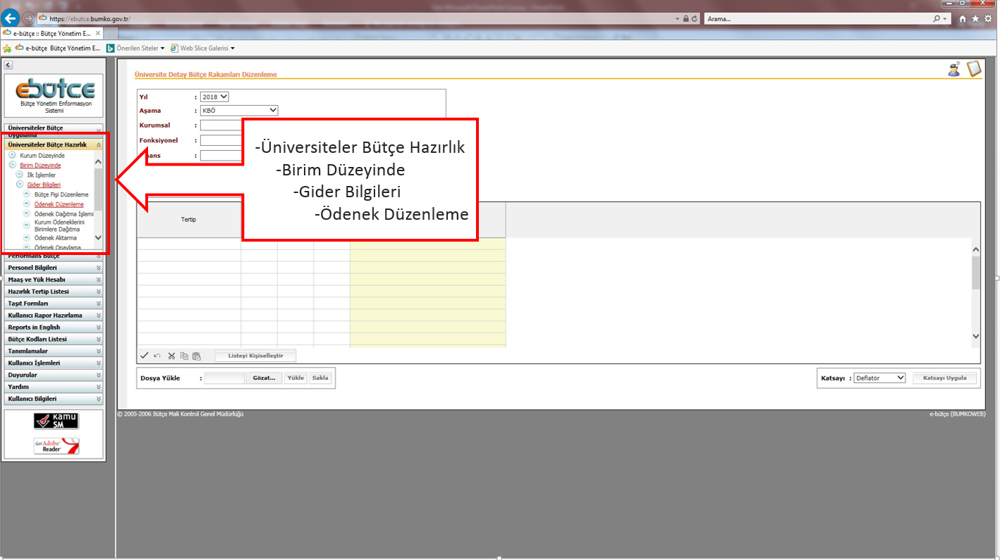 https://ebutce.bumko.gov.tr/
Arama...
e-bütçe :: Bütçe Yönetim E...
e-bütçe Bütçe Yönetim E...
Önerilen Siteler
Web Slice Galerisi
ebütce
Bütçe Yönetim Enformasyon
Sistemi
Üniversiteler Bütçe
Uygulama
Üniversiteler Bütçe Hazırlık
Kurum Düzeyinde
Birim Düzeyinde
İlk İşlemler
Gider Bilgileri
Bütçe Fişi Düzenleme
Ödenek Düzenleme
Ödenek Dağıtma İşlemi
Kurum Ödeneklerini
Birimlere Dağıtma
Ödenek Aktarma
Ödenek Onaylama
Performans Bütçe
Personel Bilgileri
Maaş ve Yük Hesabı
Hazırlık Tertip Listesi
Taşıt Formları
Kullanıcı Rapor Hazırlama
Reports in English
Bütçe Kodları Listesi
Tanımlamalar
Kullanıcı İşlemleri
Duyurular
Yardım
Kullanıcı Bilgileri
Kamu
SM
Get Adobe
Reader
Üniversite Detay Bütçe Rakamları Düzenleme
Yıl : 2018
Aşama : KBÖ
Kurumsal :
Fonksiyonel :
nans :
-Üniversiteler Bütçe Hazırlık
-Birim Düzeyinde
-Gider Bilgileri
-Ödenek Düzenleme
Tertip
Listeyi Kişiselleştir
Dosya Yükle : Gözat... Yükle Sakla
Katsayı : Deflatör Katsayı Uygula
© 2005-2006 Bütçe Mali Kontrol Genel Müdürlüğü
e-bütçe (BUMKOWEB)